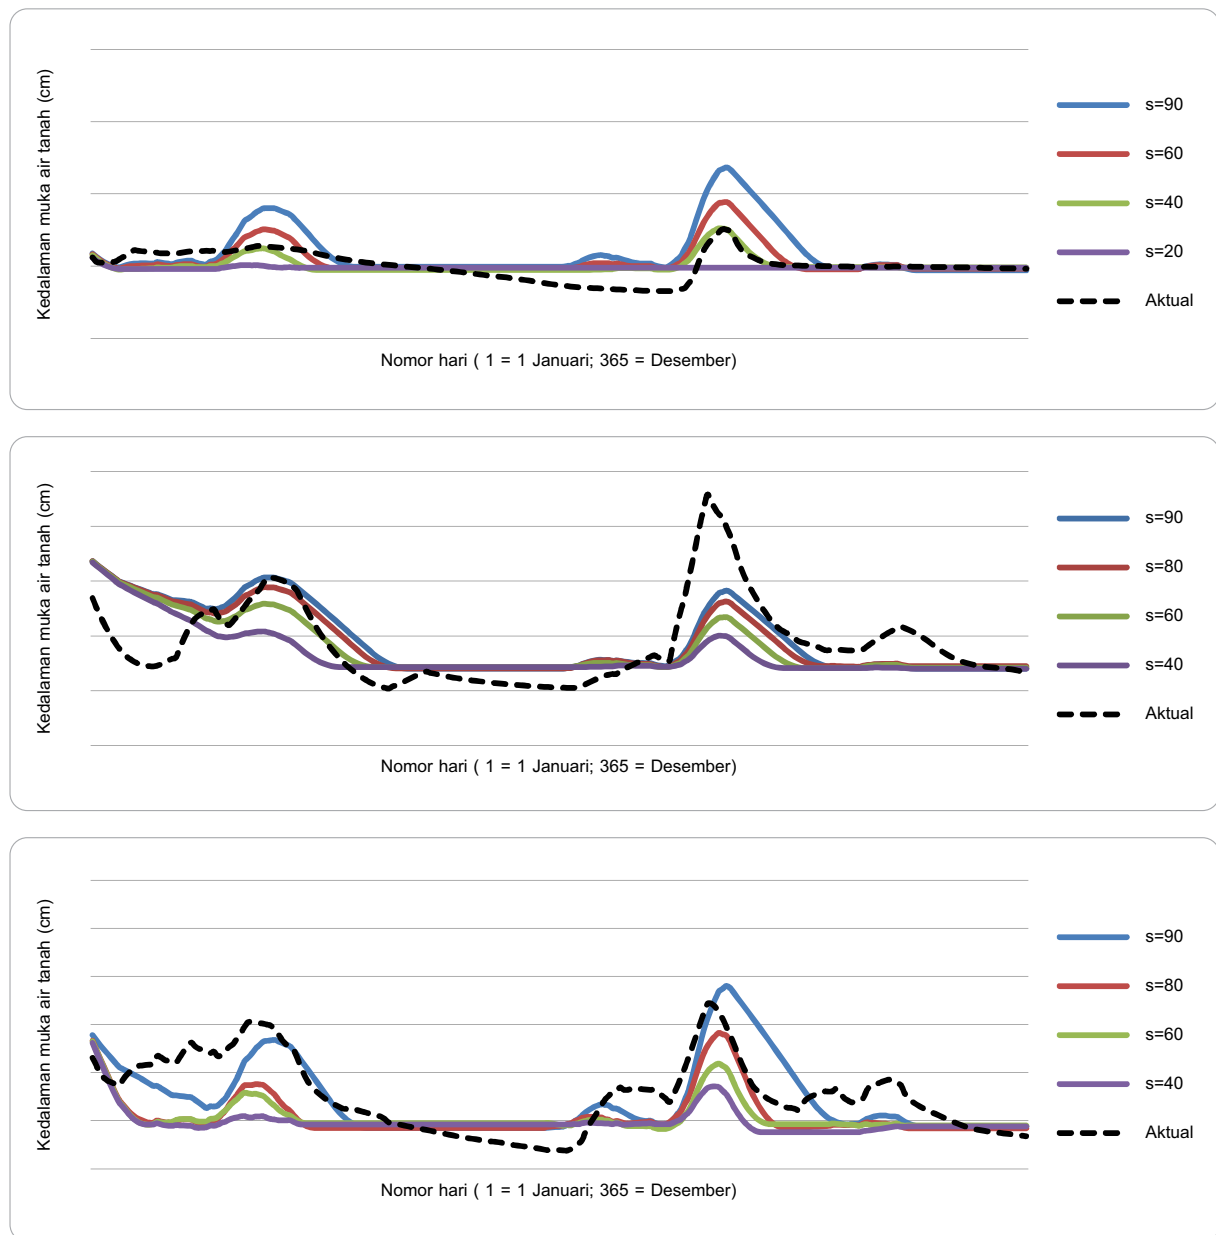 Kedalaman muka air tanah (cm)
s=90
s=60
s=40
s=20
Aktual
Nomor hari ( 1 = 1 Januari; 365 = Desember)
Kedalaman muka air tanah (cm)
s=90
s=80
s=60
s=40
Aktual
Nomor hari ( 1 = 1 Januari; 365 = Desember)
Kedalaman muka air tanah (cm)
s=90
s=80
s=60
s=40
Aktual
Nomor hari ( 1 = 1 Januari; 365 = Desember)